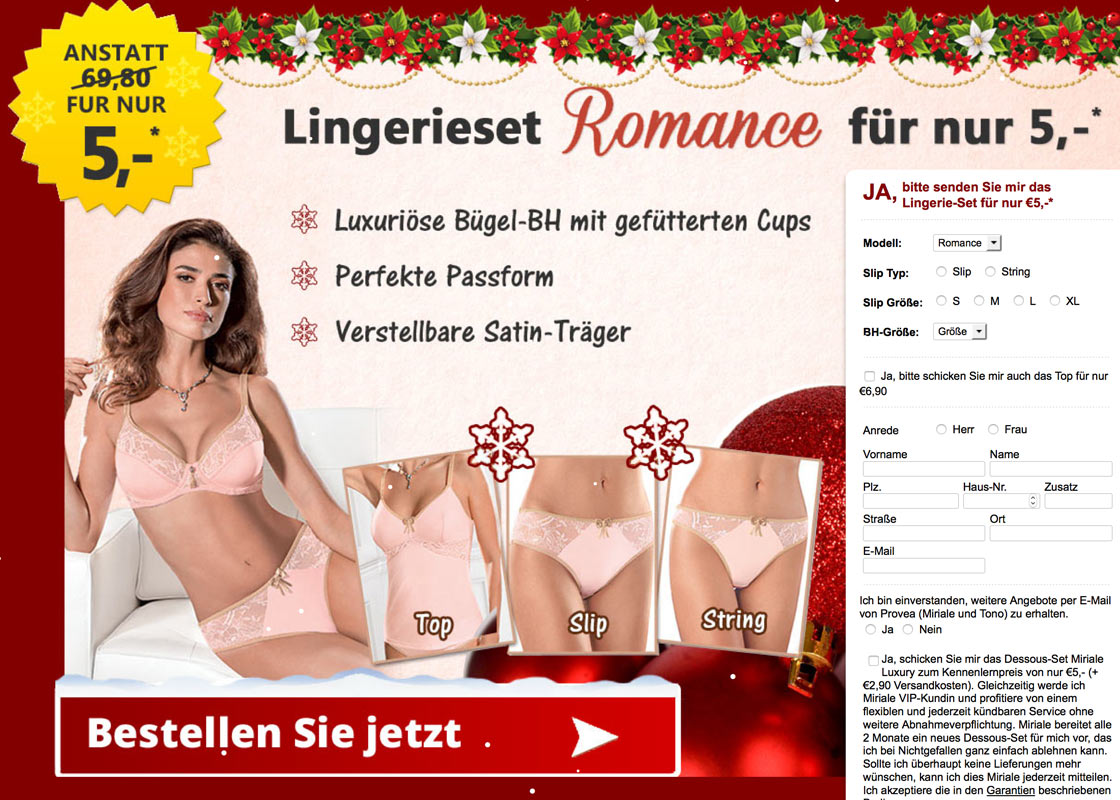 ANSTATT
69,80
FUR NUR
5,-*
Lingerieset Romance für nur 5,-*
Luxuriöse Bügel-BH mit gefütterten Cups
Perfekte Passform
Verstellbare Satin-Träger
Top
Slip
String
Bestellen Sie jetzt
JA, bitte senden Sie mir das
Lingerie-Set für nur €5,-*
Modell: Romance
Slip Typ: Slip String
Slip Größe: S M L XL
BH-Größe: Größe
Ja, bitte schicken Sie mir auch das Top für nur
€6,90
Anrede Herr Frau
Vorname Name
Plz. Haus-Nr. Zusatz
Straße Ort
E-Mail
Ich bin einverstanden, weitere Angebote per E-Mail
von Provea (Miriale und Tono) zu erhalten.
Ja Nein
Ja, schicken Sie mir das Dessous-Set Miriale
Luxury zum Kennenlernpreis von nur €5,- (+
€2,90 Versandkosten). Gleichzeitig werde ich
Miriale VIP-Kundin und profitiere von einem
flexiblen und jederzeit kündbaren Service ohne
weitere Abnahmeverpflichtung. Miriale bereitet alle
2 Monate ein neues Dessous-Set für mich vor, das
ich bei Nichtgefallen ganz einfach ablehnen kann.
Sollte ich überhaupt keine Lieferungen mehr
wünschen, kann ich dies Miriale jederzeit mitteilen.
Ich akzeptiere die in den Garantien beschriebenen